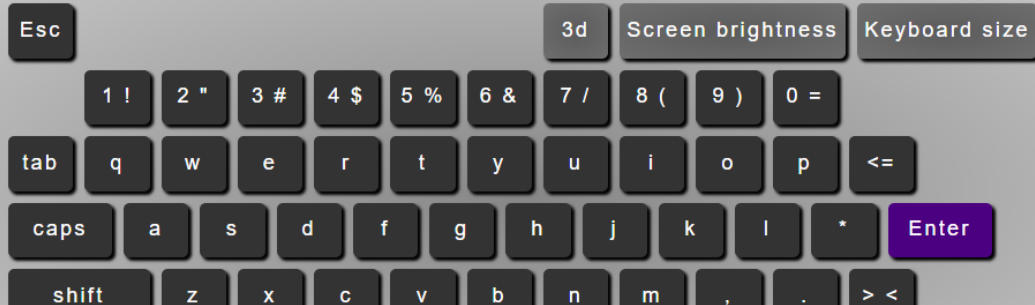 Esc 3d Screen brightness Keyboard size
1 ! 2 " 3 # 4 $ 5 % 6 & 7 / 8 ( 9 ) 0 =
tab q w e r t y u i o p <=
caps a s d f g h j k l * Enter
shift z x c v b n m , . > <